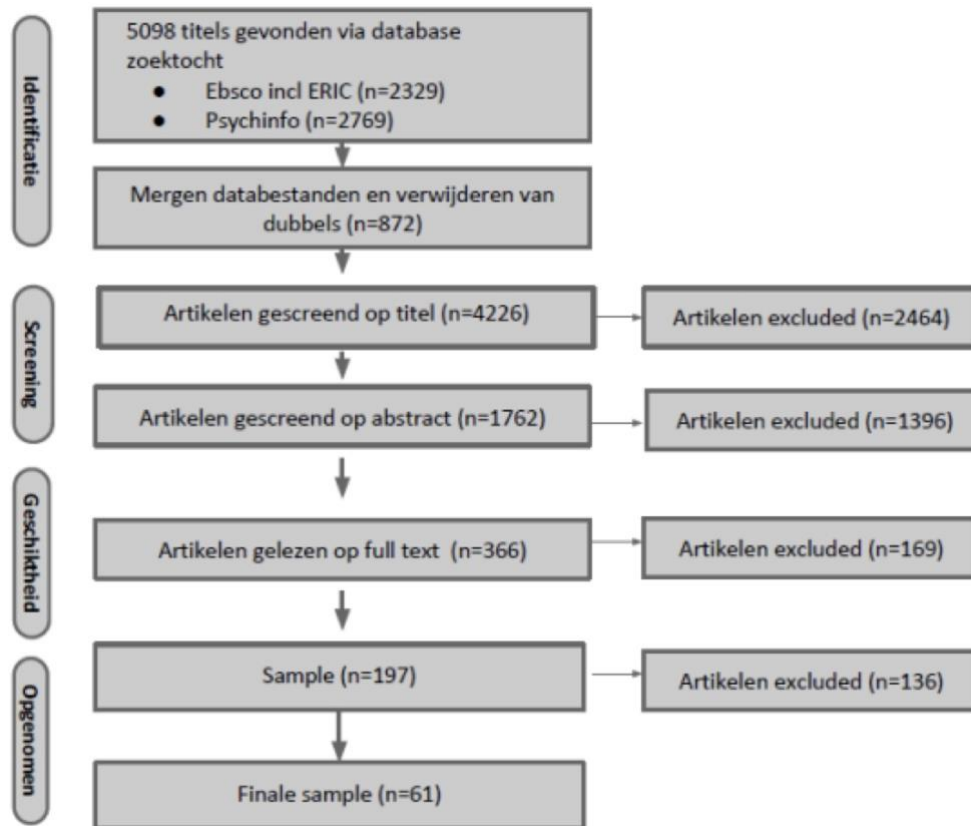 Identificatie
5098 titels gevonden via database
zoektocht
● Ebsco incl ERIC (n=2329)
● Psychinfo (n=2769)
Mergen databestanden en verwijderen van
dubbels (n=872)
Screening
Artikelen gescreend op titel (n=4226)
Artikelen excluded (n=2464)
Artikelen gescreend op abstract (n=1762)
Artikelen excluded (n=1396)
Geschiktheid
Artikelen gelezen op full text (n=366)
Artikelen excluded (n=169)
Opgenomen
Sample (n=197)
Artikelen excluded (n=136)
Finale sample (n=61)